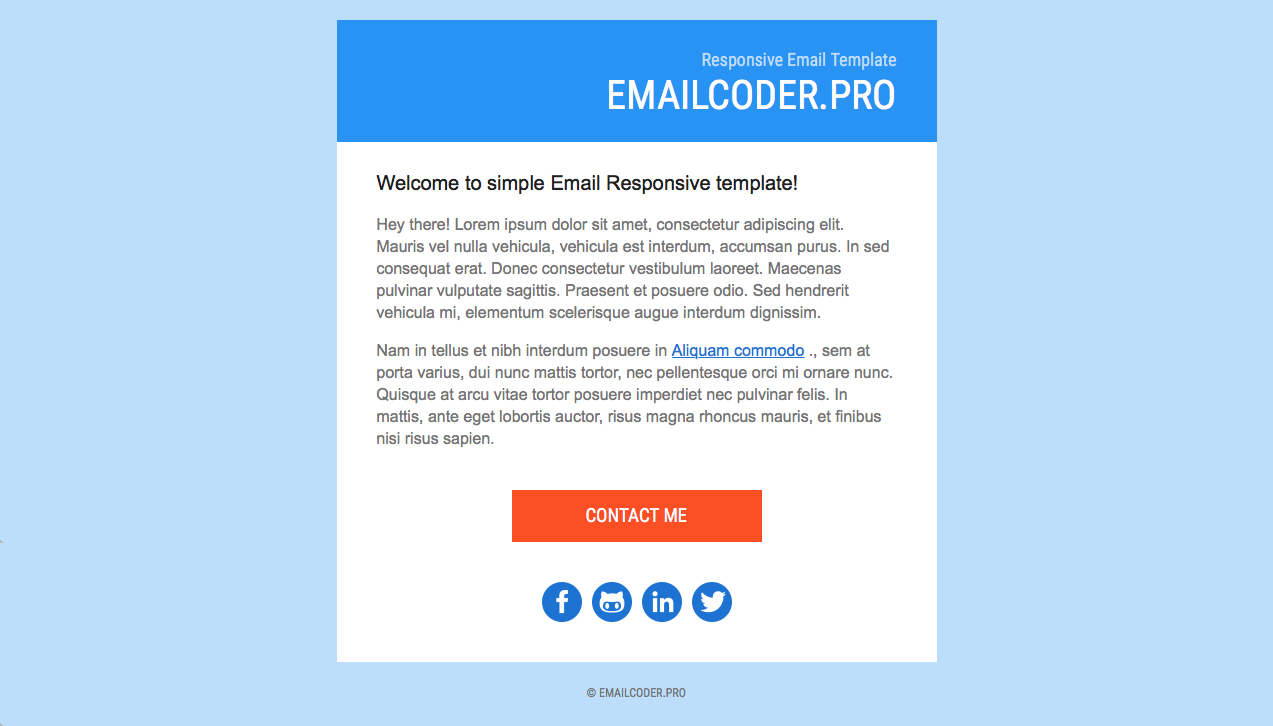 Responsive Email Template
EMAILCODER.PRO
Welcome to simple Email Responsive template!
Hey there! Lorem ipsum dolor sit amet, consectetur adipiscing elit.
Mauris vel nulla vehicula, vehicula est interdum, accumsan purus. In sed
consequat erat. Donec consectetur vestibulum laoreet. Maecenas
pulvinar vulputate sagittis. Praesent et posuere odio. Sed hendrerit
vehicula mi, elementum scelerisque augue interdum dignissim.
Nam in tellus et nibh interdum posuere in Aliquam commodo ., sem at
porta varius, dui nunc mattis tortor, nec pellentesque orci mi ornare nunc.
Quisque at arcu vitae tortor posuere imperdiet nec pulvinar felis. In
mattis, ante eget lobortis auctor, risus magna rhoncus mauris, et finibus
nisi risus sapien.
CONTACT ME
© EMAILCODER.PRO